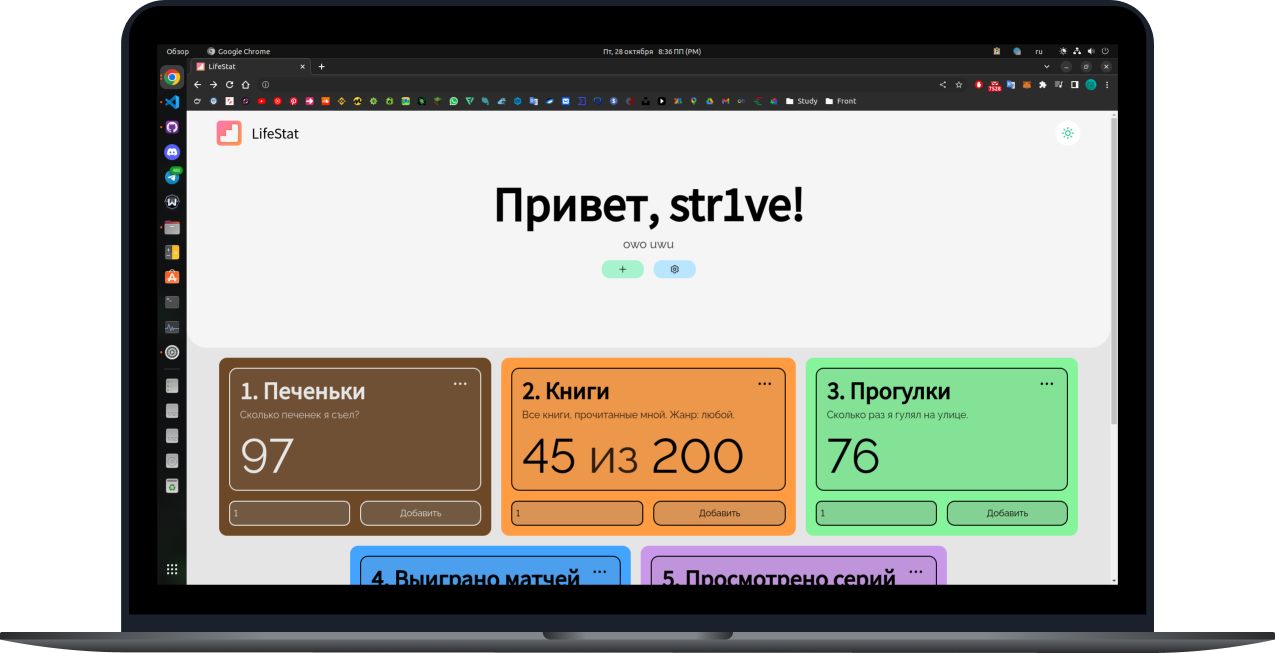 Обзор
Google Chrome
Пт, 28 октября 8:36 ПП (PM)
ru
LifeStat
7528
Study
Front
LifeStat
Привет, str1ve!
owo uwu
1. Печеньки
Сколько печенек я съел?
97
1
Добавить
2. Книги
Все книги, прочитанные мной. Жанр: любой.
45 из 200
1
Добавить
3. Прогулки
Сколько раз я гулял на улице.
76
1
Добавить
4. Выиграно матчей
5. Просмотрено серий